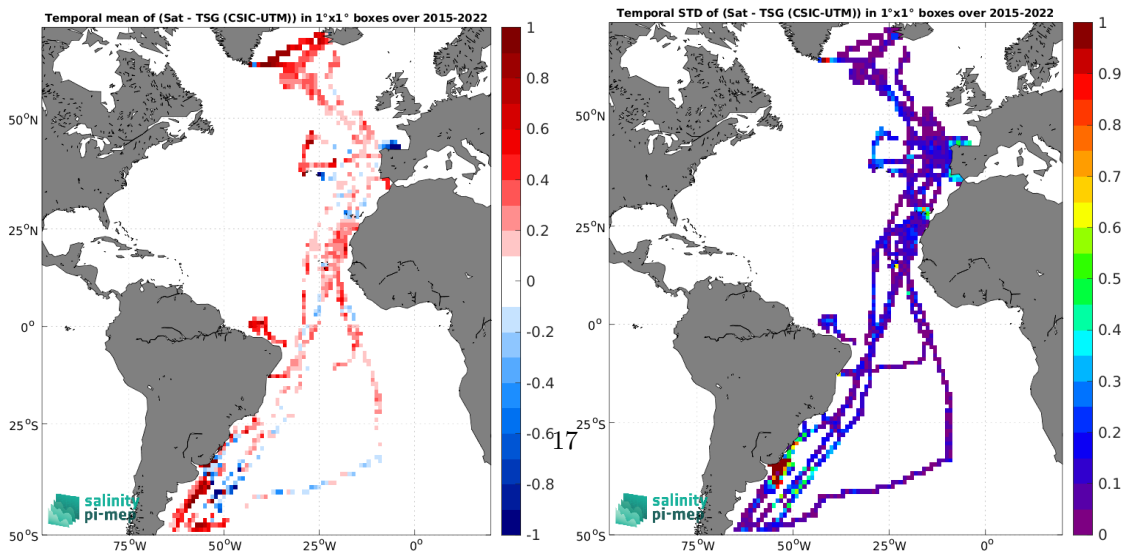 Temporal mean of (Sat - TSG (CSIC-UTM)) in 1°x1° boxes over 2015-2022
50°N
25°N
0°
25°S
50°S
75°W
50°W
25°W
0°
1
0.8
0.6
0.4
0.2
0
-0.2
-0.4
-0.6
-0.8
-1
salinity
pi-mep
17
Temporal STD of (Sat - TSG (CSIC-UTM)) in 1°x1° boxes over 2015-2022
50°N
25°N
0°
25°S
50°S
75°W
50°W
25°W
0°
1
0.9
0.8
0.7
0.6
0.5
0.4
0.3
0.2
0.1
0
salinity
pi-mep